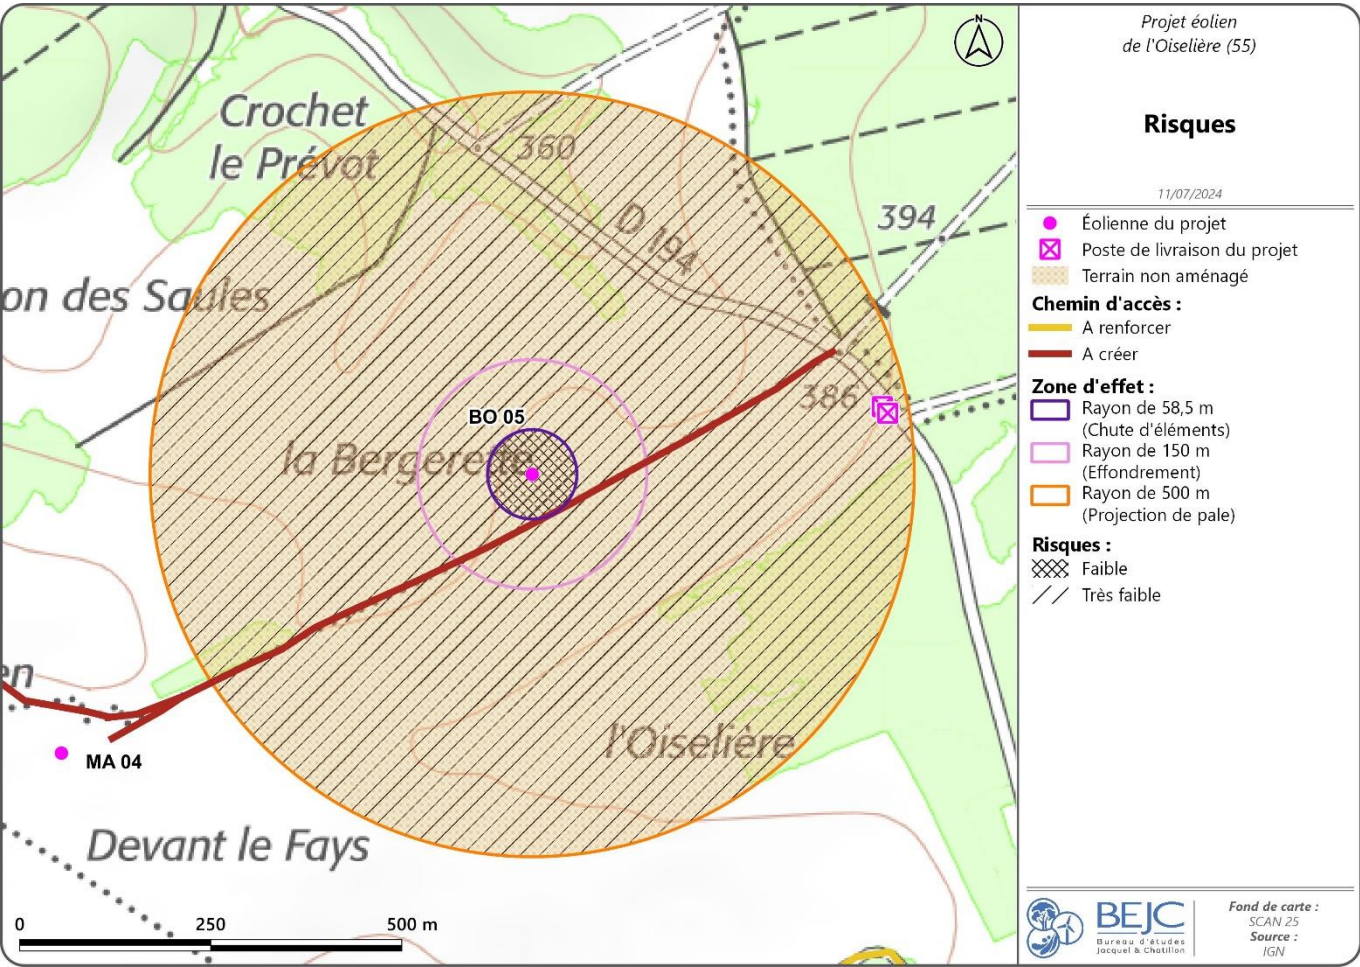 Crochet
le Prévot
360
D 194
394
on des Saules
386
BO 05
la Bergerette
en
MA 04
l'Oiselière
Devant le Fays
0 250 500 m
N
Projet éolien
de l'Oiselière (55)
Risques
11/07/2024
Éolienne du projet
Poste de livraison du projet
Terrain non aménagé
Chemin d'accès :
A renforcer
A créer
Zone d'effet :
Rayon de 58,5 m
(Chute d'éléments)
Rayon de 150 m
(Effondrement)
Rayon de 500 m
(Projection de pale)
Risques :
Faible
Très faible
BEJC
Bureau d'études
Jacquel & Chatillon
Fond de carte :
SCAN 25
Source :
IGN